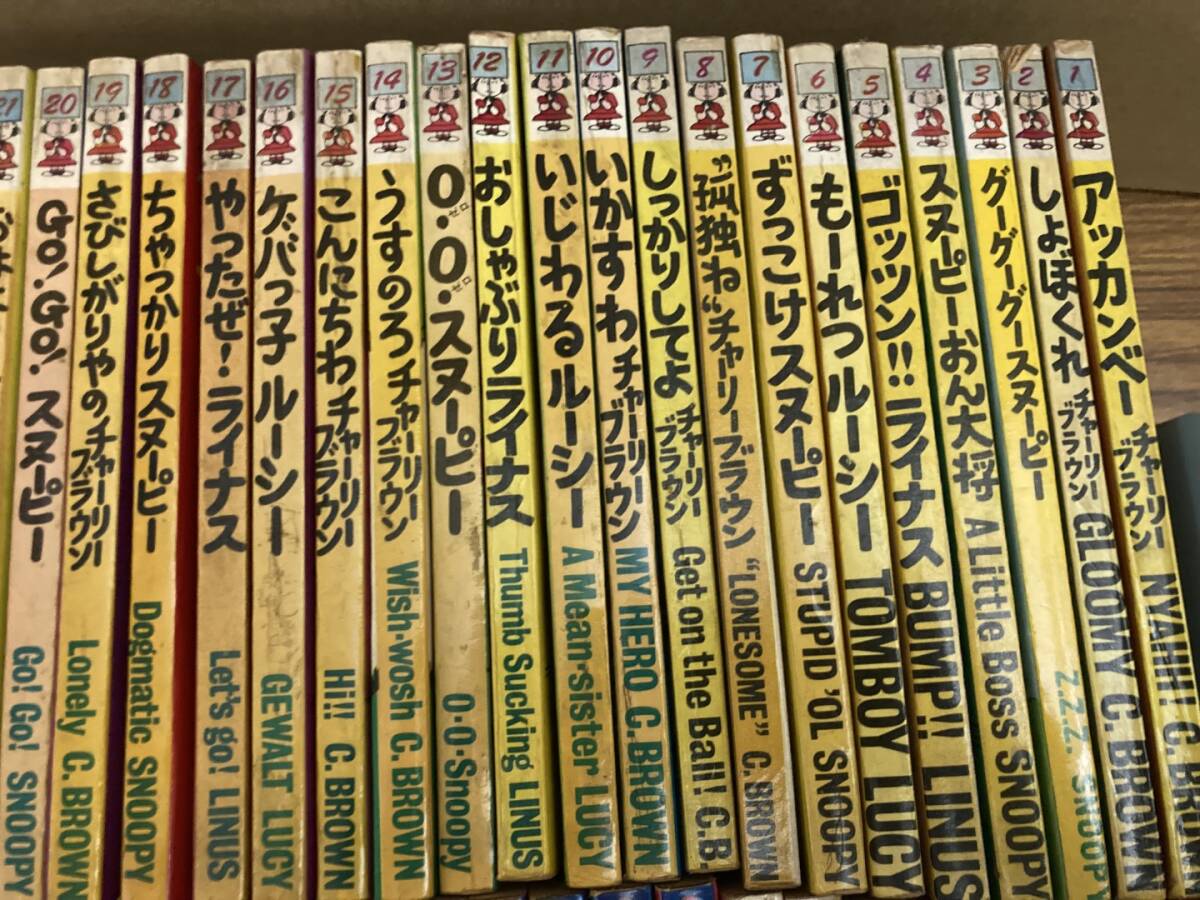 21
20
GO! GO! スヌーピー
Go! Go! SNOOPY
19
さびしがりやのチャーリーブラウン
Lonely C. BROWN
18
ちゃっかりスヌーピー
Dogmatic SNOOPY
17
やったぜ!ライナス
Let's go! LINUS
16
ゲバっ子ルーシー
GEWALT LUCY
15
こんにちわチャーリーブラウン
Hi!! C. BROWN
14
うすのろチャーリーブラウン
Wish-wosh C. BROWN
13
0・0・スヌーピー
ゼロ ゼロ
0-0-Snoopy
12
おしゃぶりライナス
Thumb Sucking LINUS
11
いじわるルーシー
A Mean-sister LUCY
10
いかすわチャーリーブラウン
MY HERO C. BROWN
9
しっかりしてよチャーリーブラウン
Get on the Ball! C.B.
8
"孤独ね"チャーリーブラウン
"LONESOME" C. BROWN
7
ずっこけスヌーピー
STUPID 'OL SNOOPY
6
もーれつルーシー
TOMBOY LUCY
5
ゴッツン!!ライナス
BUMP!! LINUS
4
スヌーピーおん大将
A Little Boss SNOOPY
3
グーグーグースヌーピー
Z.Z.Z. SNOOPY
2
しょぼくれチャーリーブラウン
GLOOMY C. BROWN
1
アッカンベーチャーリーブラウン
NYAH!! C. BROWN